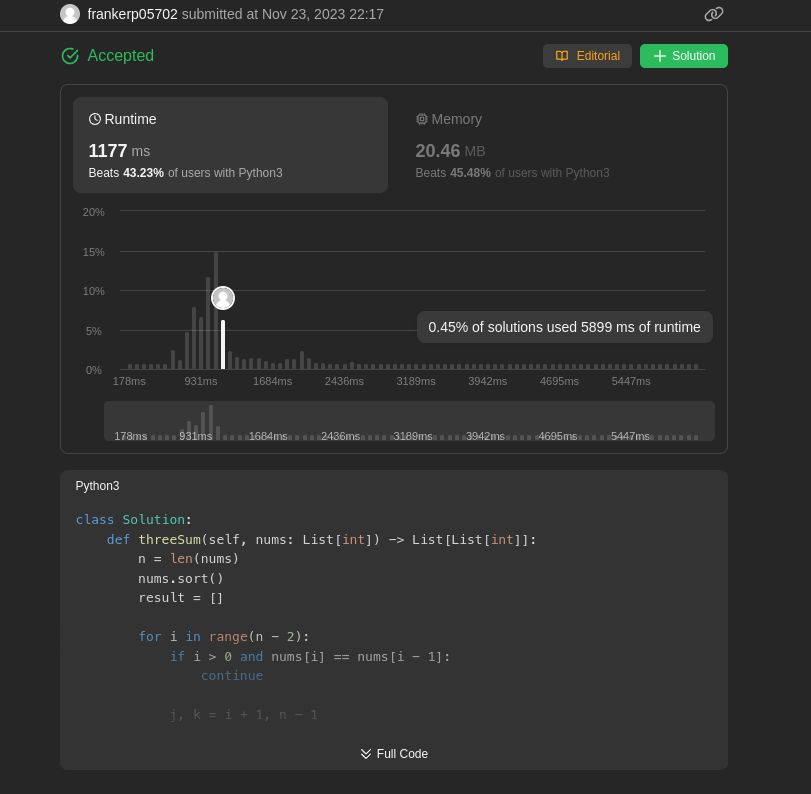 frankerp05702 submitted at Nov 23, 2023 22:17
Accepted
Editorial
Solution
Runtime
1177 ms
Beats 43.23% of users with Python3
Memory
20.46 MB
Beats 45.48% of users with Python3
20%
15%
10%
5%
0%
0.45% of solutions used 5899 ms of runtime
178ms 931ms 1684ms 2436ms 3189ms 3942ms 4695ms 5447ms
178ms 931ms 1684ms 2436ms 3189ms 3942ms 4695ms 5447ms
Python3
class Solution:
    def threeSum(self, nums: List[int]) -> List[List[int]]:
        n = len(nums)
        nums.sort()
        result = []
        for i in range(n - 2):
            if i > 0 and nums[i] == nums[i - 1]:
                continue
            j, k = i + 1, n - 1
Full Code